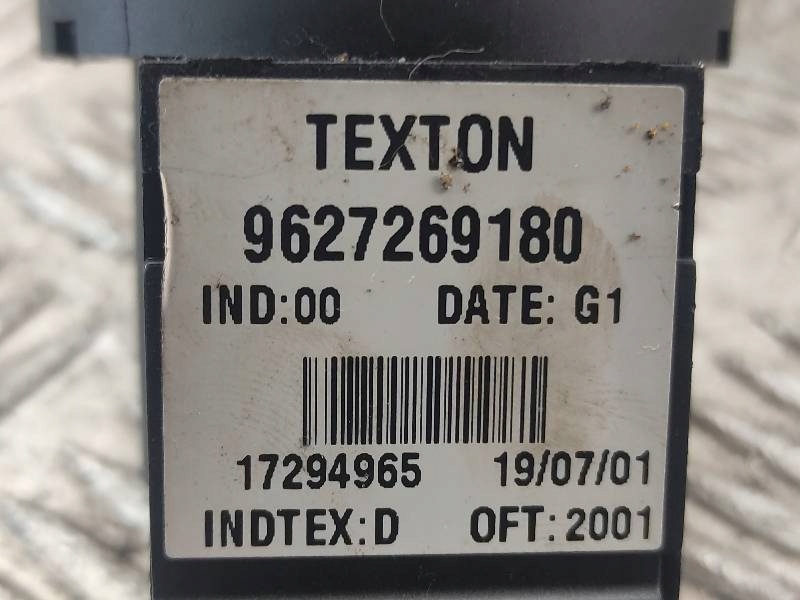 TEXTON
9627269180
IND:00 DATE: G1
17294965 19/07/01
INDTEX:D OFT:2001